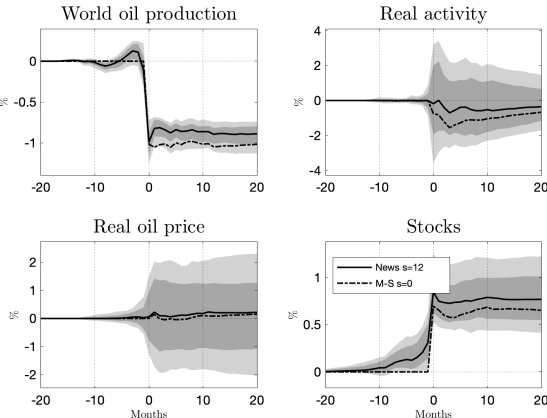 World oil production
Real activity
%
0
-0.5
-1
-20 -10 0 10 20
%
4
2
0
-2
-4
-20 -10 0 10 20
Real oil price
Stocks
%
2
1
0
-1
-2
-20 -10 0 10 20
Months
%
1
0.5
0
News s=12
M-S s=0
-20 -10 0 10 20
Months